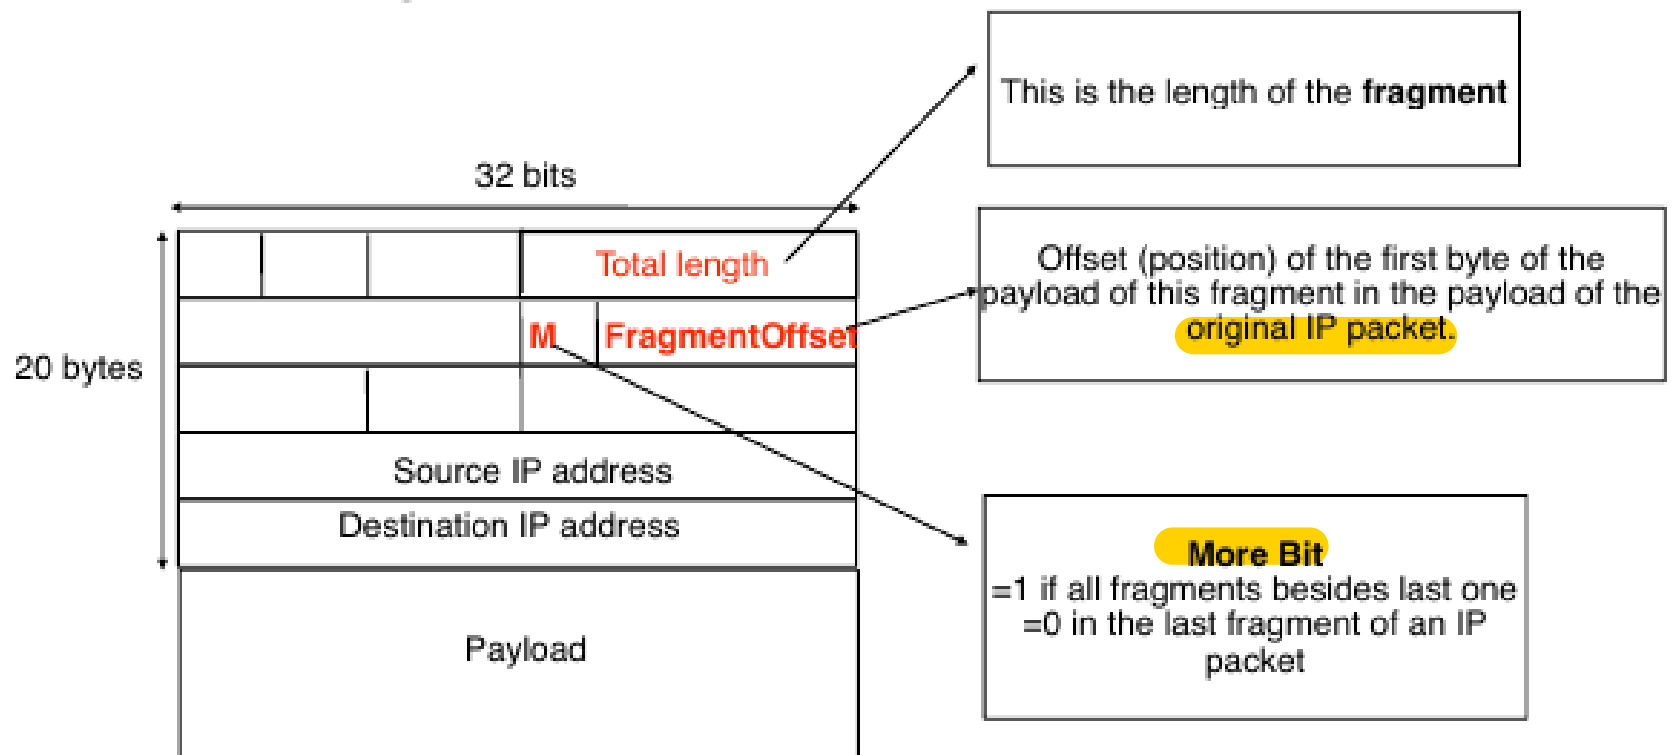 This is the length of the fragment
32 bits
Total length
Offset (position) of the first byte of the
payload of this fragment in the payload of the
original IP packet.
M
FragmentOffset
20 bytes
Source IP address
Destination IP address
More Bit
=1 if all fragments besides last one
=0 in the last fragment of an IP
packet
Payload